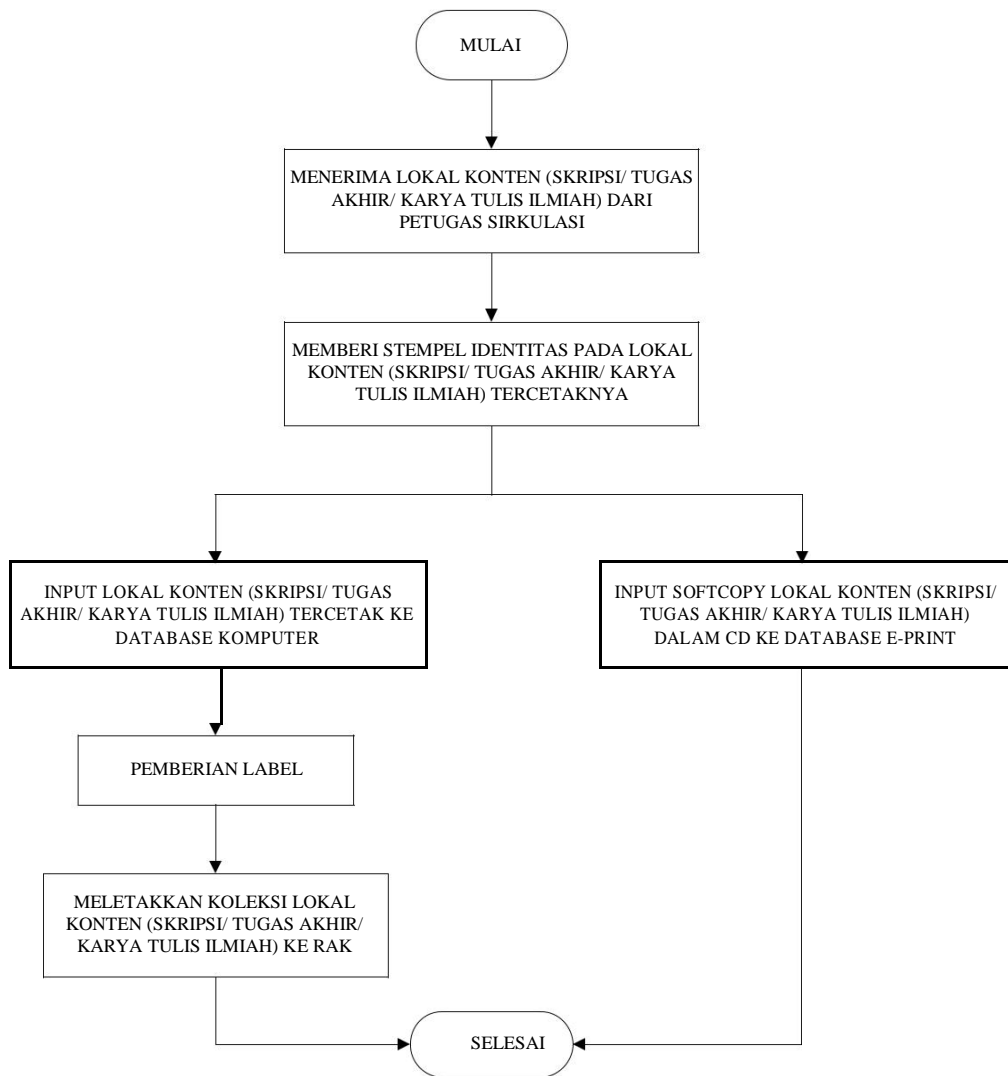 MULAI
MENERIMA LOKAL KONTEN (SKRIPSI/ TUGAS
AKHIR/ KARYA TULIS ILMIAH) DARI
PETUGAS SIRKULASI
MEMBERI STEMPEL IDENTITAS PADA LOKAL
KONTEN (SKRIPSI/ TUGAS AKHIR/ KARYA
TULIS ILMIAH) TERCETAKNYA
INPUT LOKAL KONTEN (SKRIPSI/ TUGAS
AKHIR/ KARYA TULIS ILMIAH) TERCETAK KE
DATABASE KOMPUTER
INPUT SOFTCOPY LOKAL KONTEN (SKRIPSI/
TUGAS AKHIR/ KARYA TULIS ILMIAH)
DALAM CD KE DATABASE E-PRINT
PEMBERIAN LABEL
MELETAKKAN KOLEKSI LOKAL
KONTEN (SKRIPSI/ TUGAS AKHIR/
KARYA TULIS ILMIAH) KE RAK
SELESAI